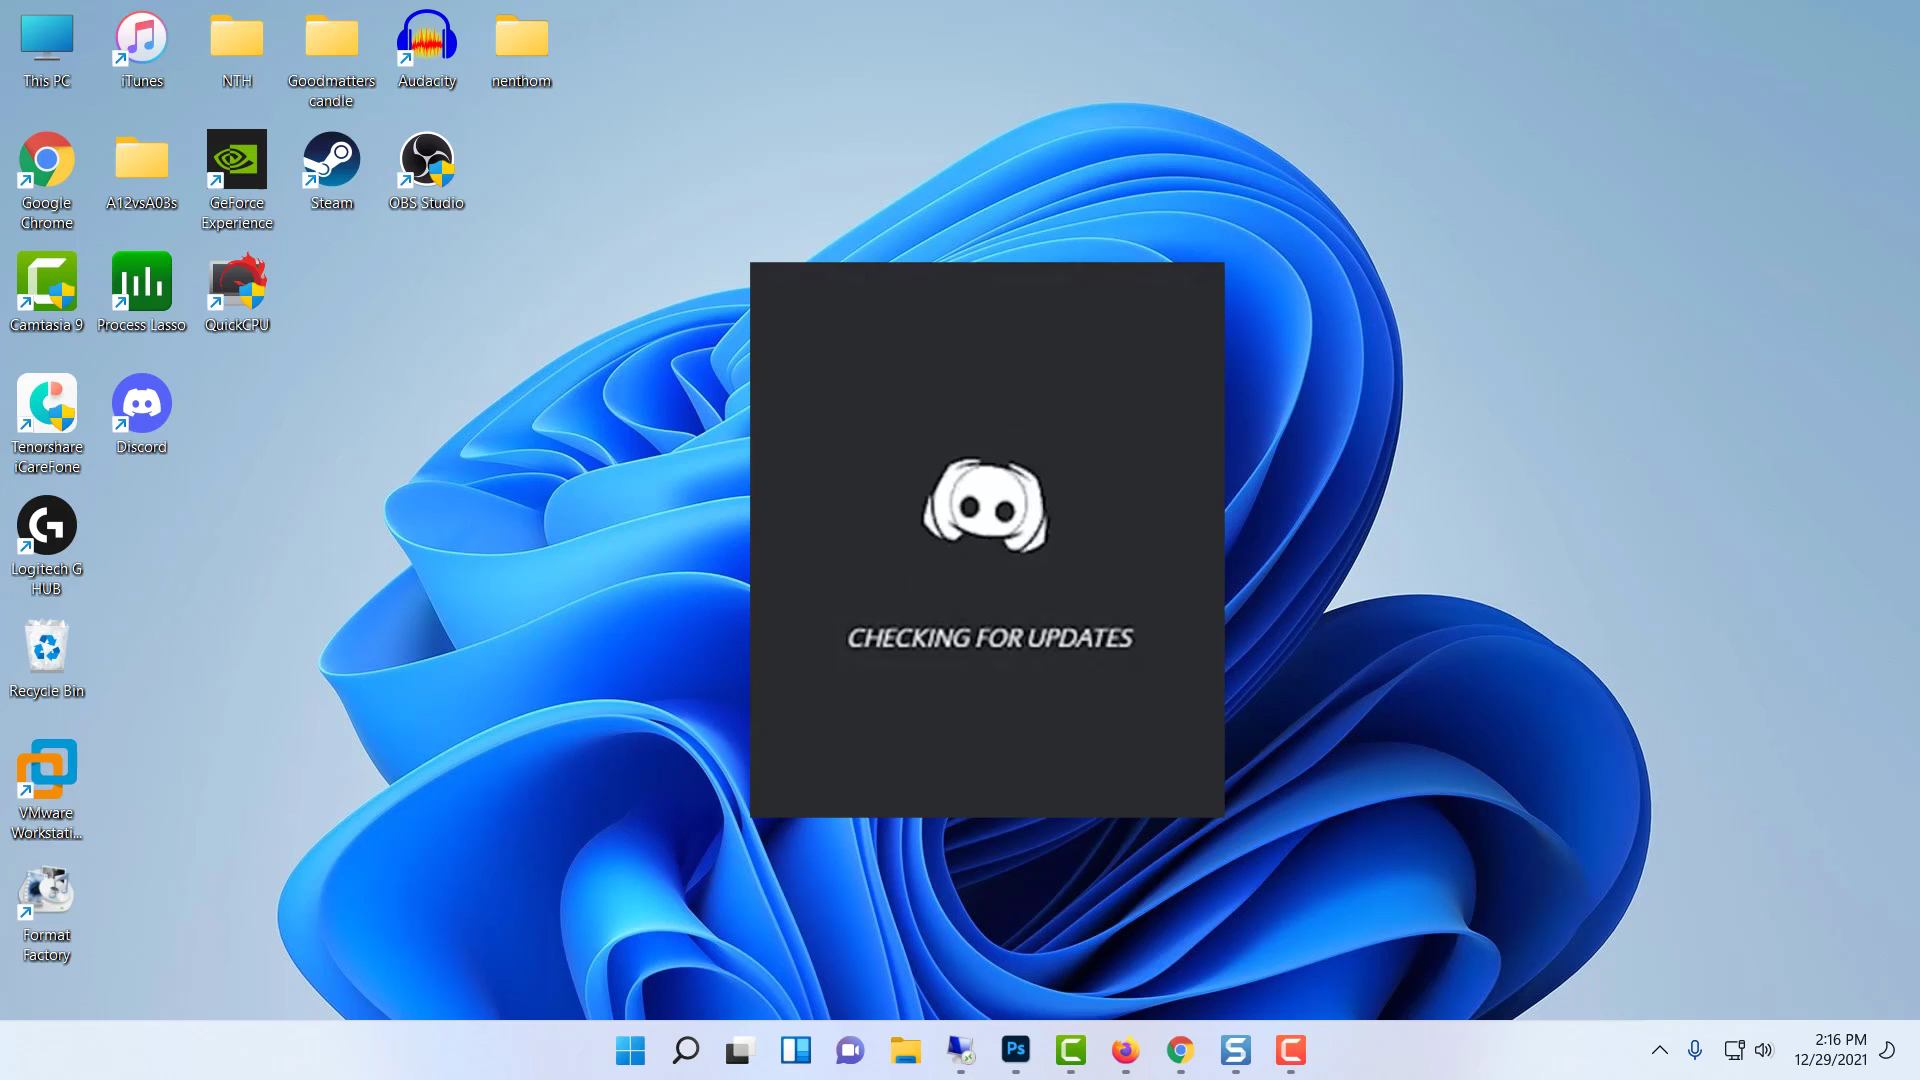 This PC
iTunes
NTH
Goodmatters
candle
Audacity
nenthom
Google
Chrome
A12vsA03s
GeForce
Experience
Steam
OBS Studio
Camtasia 9
Process Lasso
QuickCPU
Tenorshare
iCareFone
Discord
Logitech G
HUB
Recycle Bin
VMware
Workstati...
Format
Factory
CHECKING FOR UPDATES
Ps
2:16 PM
12/29/2021